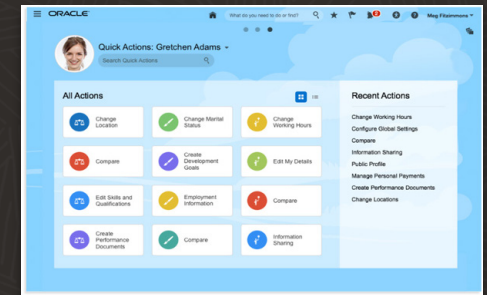 ORACLE
What do you need to do or find?
Meg Fitzimmons
Quick Actions: Gretchen Adams
Search Quick Actions
All Actions
Change
Location
Change Marital
Status
Change
Working Hours
Compare
Create
Development
Goals
Edit My Details
Edit Skills and
Qualifications
Employment
Information
Compare
Create
Performance
Documents
Compare
Information
Sharing
Recent Actions
Change Working Hours
Configure Global Settings
Compare
Information Sharing
Public Profile
Manage Personal Payments
Create Performance Documents
Change Locations